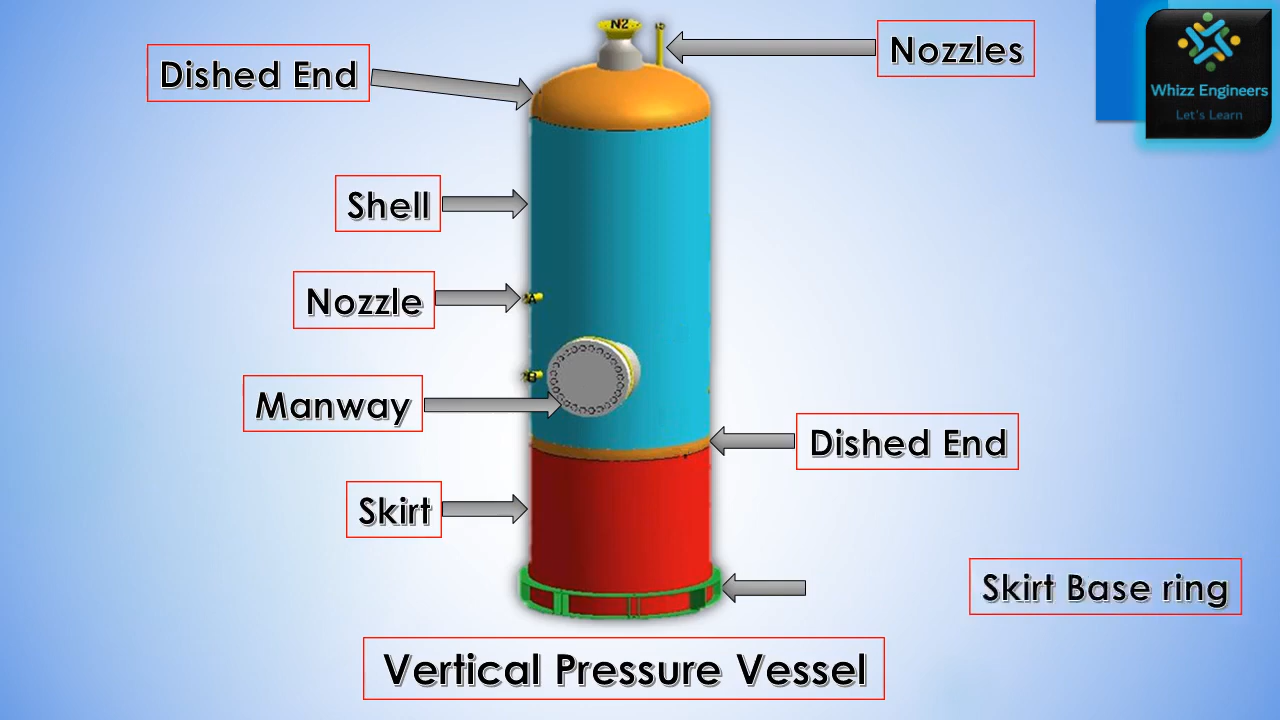 N2
Nozzles
Whizz Engineers
Let's Learn
Dished End
Shell
Nozzle
A
B
Manway
Dished End
Skirt
Skirt Base ring
Vertical Pressure Vessel